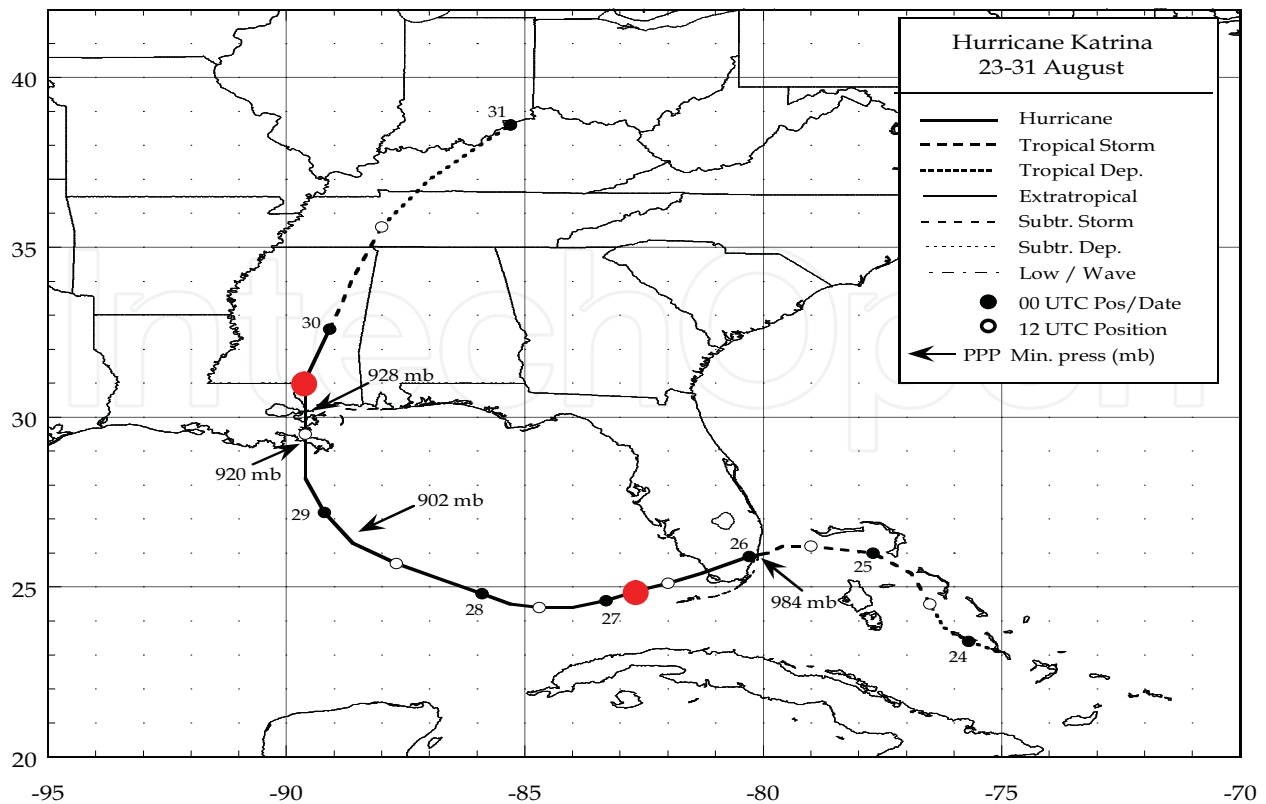 Hurricane Katrina
23-31 August
Hurricane
Tropical Storm
Tropical Dep.
Extratropical
Subtr. Storm
Subtr. Dep.
Low / Wave
00 UTC Pos/Date
12 UTC Position
PPP Min. press (mb)
40
31
35
30
928 mb
30
920 mb
902 mb
29
26
25
984 mb
25
28
27
24
20
-95
-90
-85
-80
-75
-70
IntechOpen